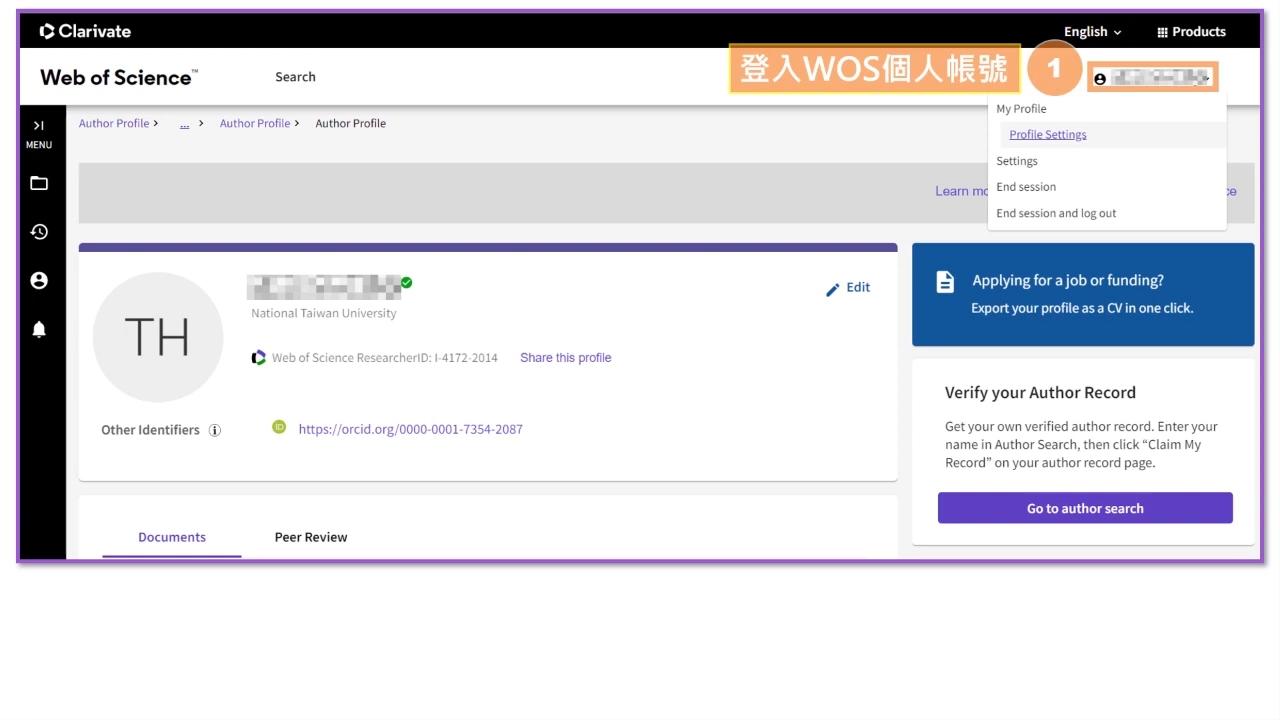 Clarivate
English
Products
Web of Science™
Search
登入WOS個人帳號
1
My Profile
Profile Settings
Settings
End session
End session and log out
MENU
Author Profile > ... > Author Profile > Author Profile
Learn
Applying for a job or funding?
Export your profile as a CV in one click.
TH
Edit
National Taiwan University
Web of Science ResearcherID: I-4172-2014
Share this profile
Other Identifiers
iD
https://orcid.org/0000-0001-7354-2087
Verify your Author Record
Get your own verified author record. Enter your
name in Author Search, then click “Claim My
Record” on your author record page.
Go to author search
Documents
Peer Review